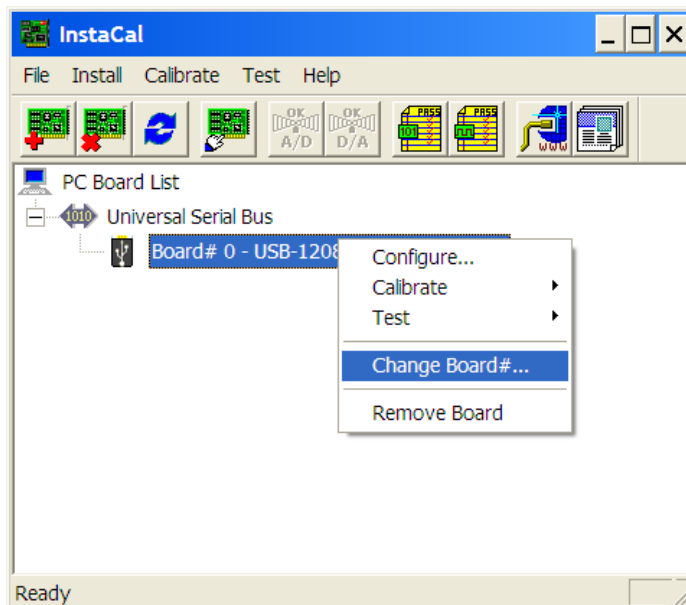 InstaCal
File Install Calibrate Test Help
OK OK PASS PASS
A/D D/A 101 WWW
PC Board List
1010 Universal Serial Bus
Board# 0 - USB-1208
Configure...
Calibrate
Test
Change Board#...
Remove Board
Ready